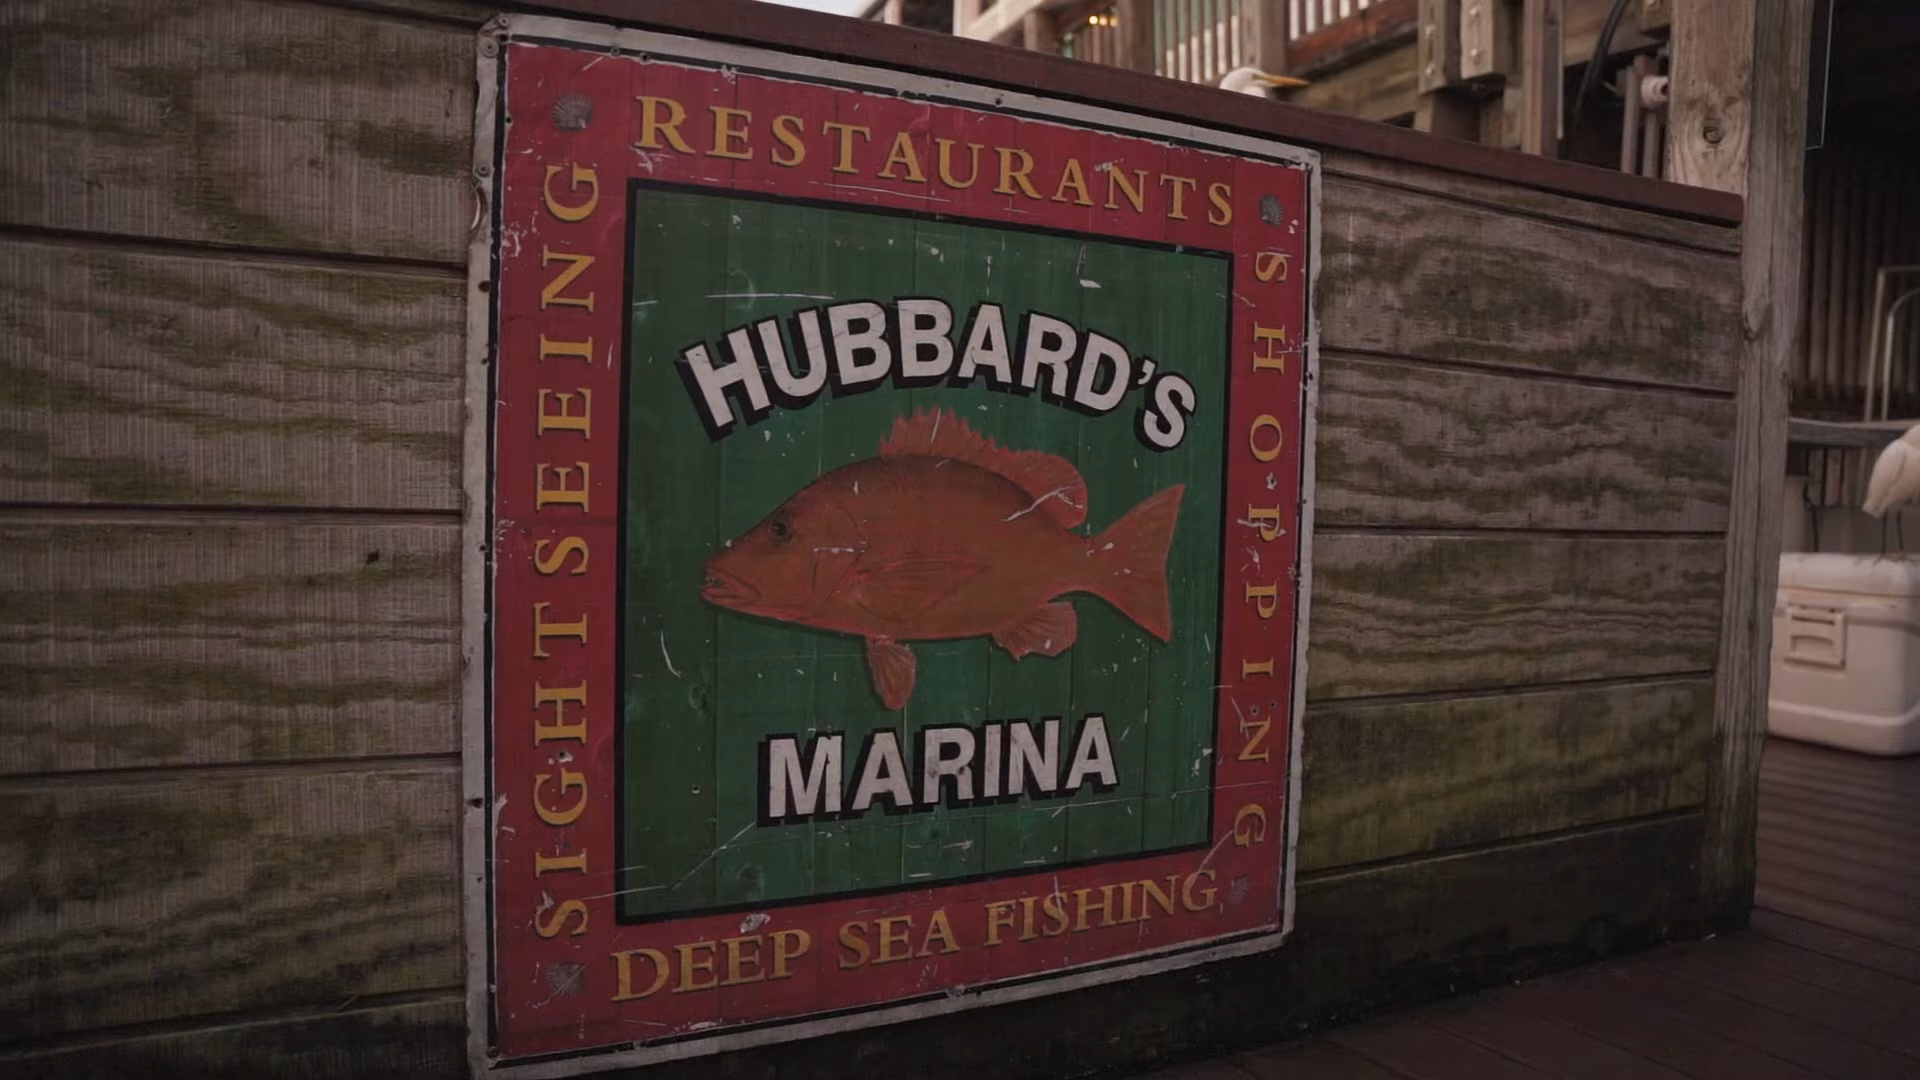 RESTAURANTS
SIGHTSEEING
SHOPPING
HUBBARD'S
MARINA
DEEP SEA FISHING